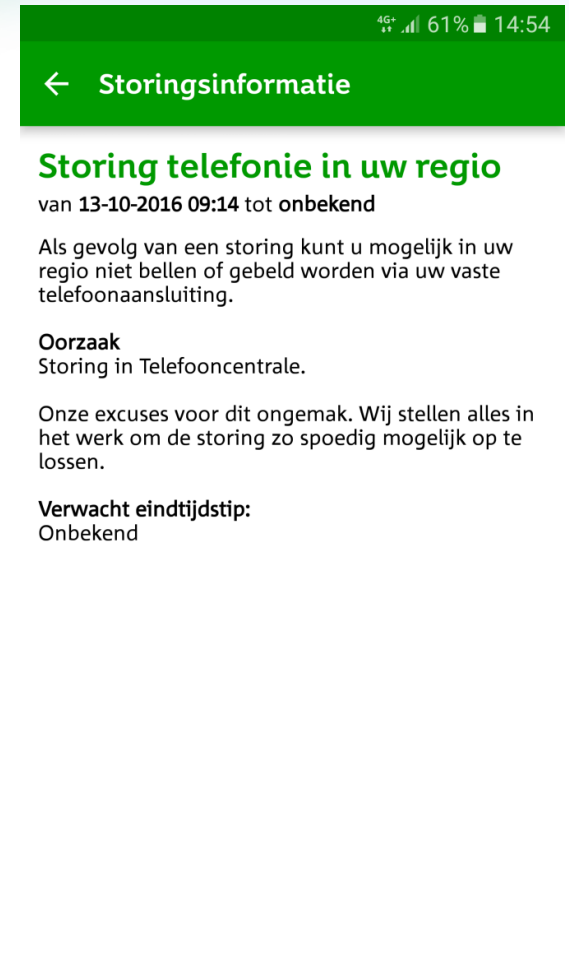 4G+ 61% 14:54
Storingsinformatie
Storing telefonie in uw regio
van 13-10-2016 09:14 tot onbekend
Als gevolg van een storing kunt u mogelijk in uw
regio niet bellen of gebeld worden via uw vaste
telefoonaansluiting.
Oorzaak
Storing in Telefooncentrale.
Onze excuses voor dit ongemak. Wij stellen alles in
het werk om de storing zo spoedig mogelijk op te
lossen.
Verwacht eindtijdstip:
Onbekend